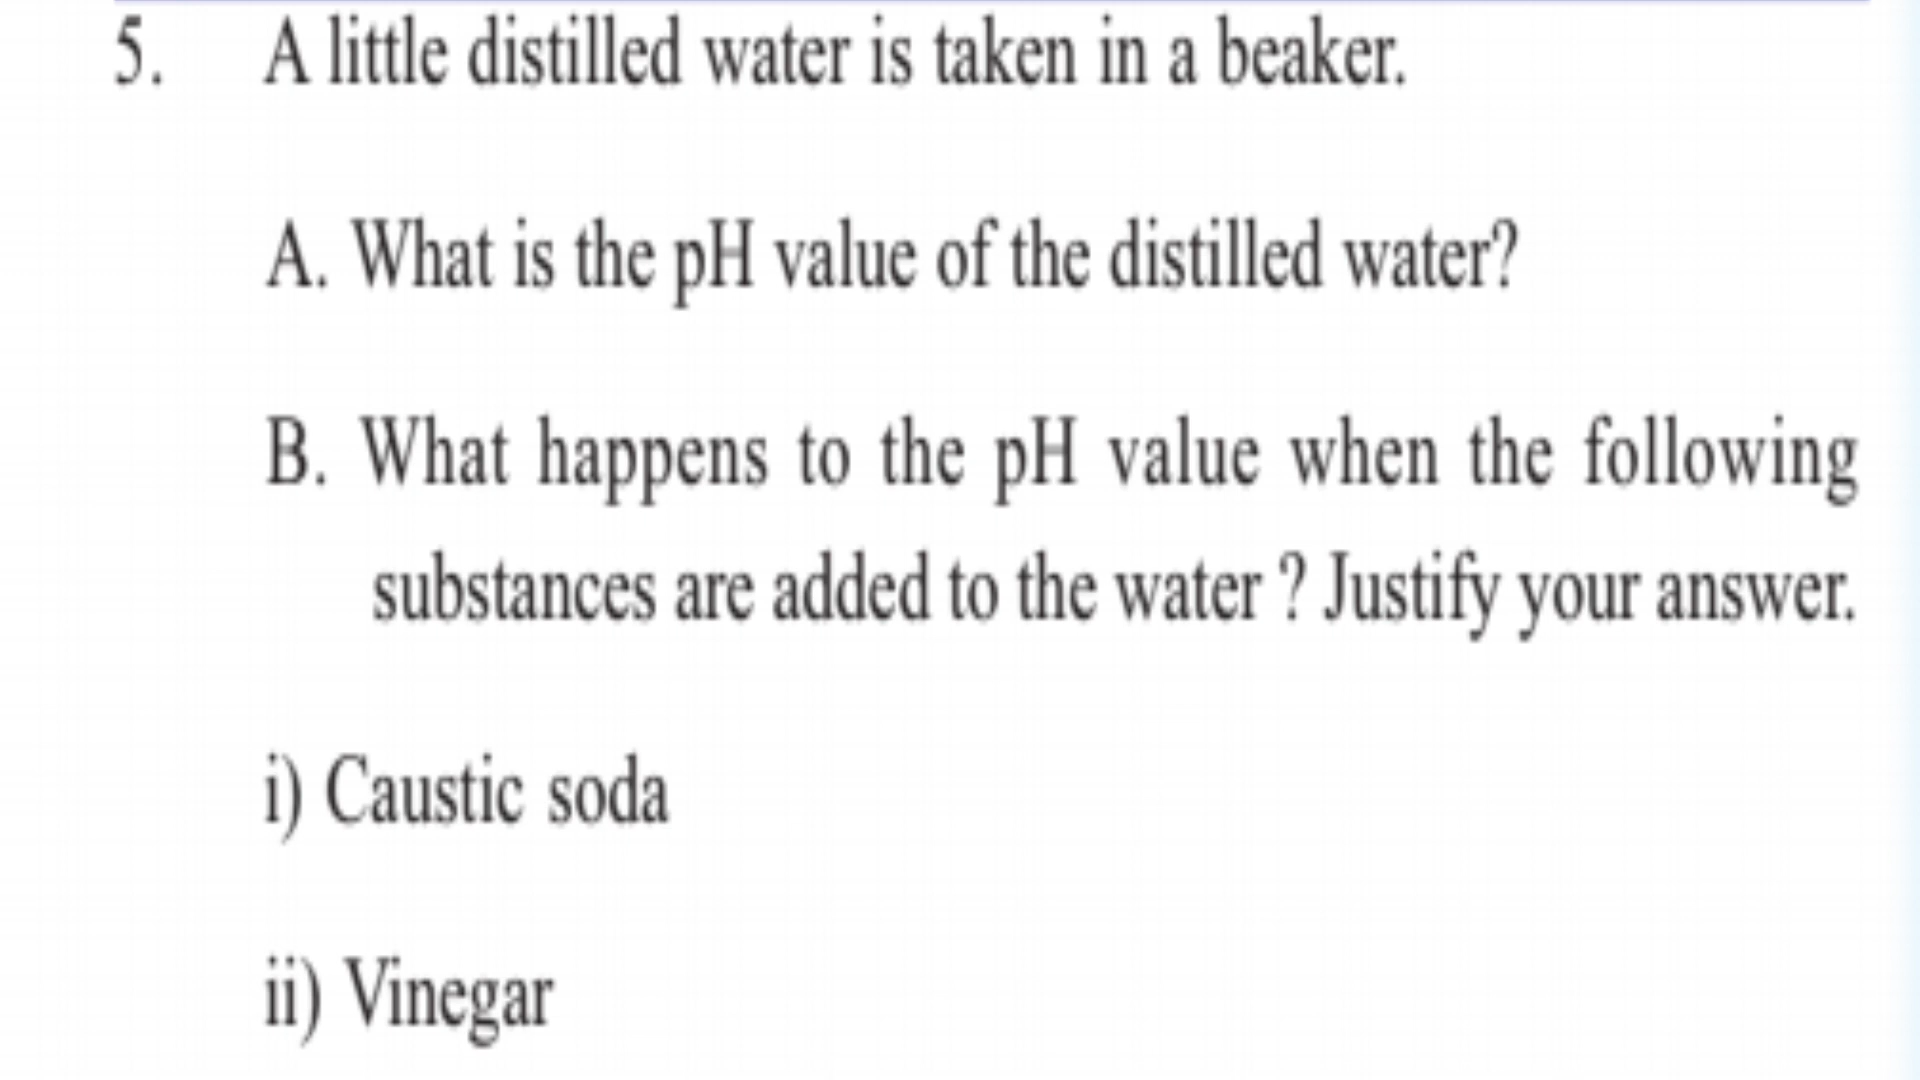 5. A little distilled water is taken in a beaker.
A. What is the pH value of the distilled water?
B. What happens to the pH value when the following
substances are added to the water ? Justify your answer.
i) Caustic soda
ii) Vinegar